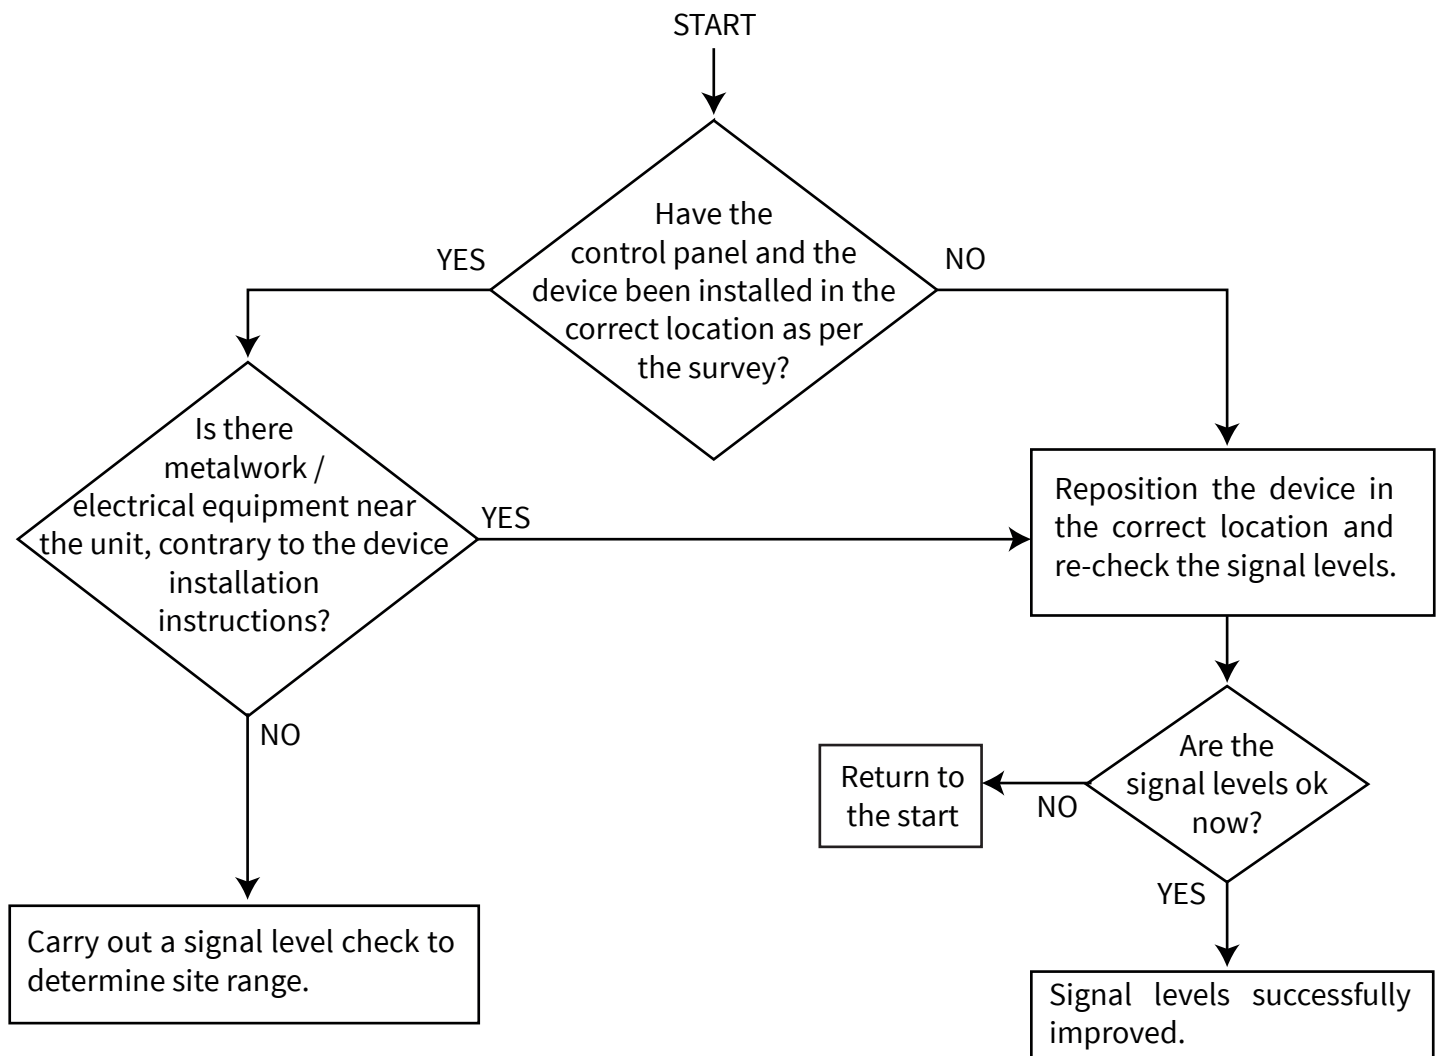 START
Have the
control panel and the
device been installed in the
correct location as per
the survey?
YES
NO
Is there
metalwork /
electrical equipment near
the unit, contrary to the device
installation
instructions?
YES
NO
Reposition the device in
the correct location and
re-check the signal levels.
Are the
signal levels ok
now?
NO
Return to
the start
YES
Carry out a signal level check to
determine site range.
Signal levels successfully
improved.